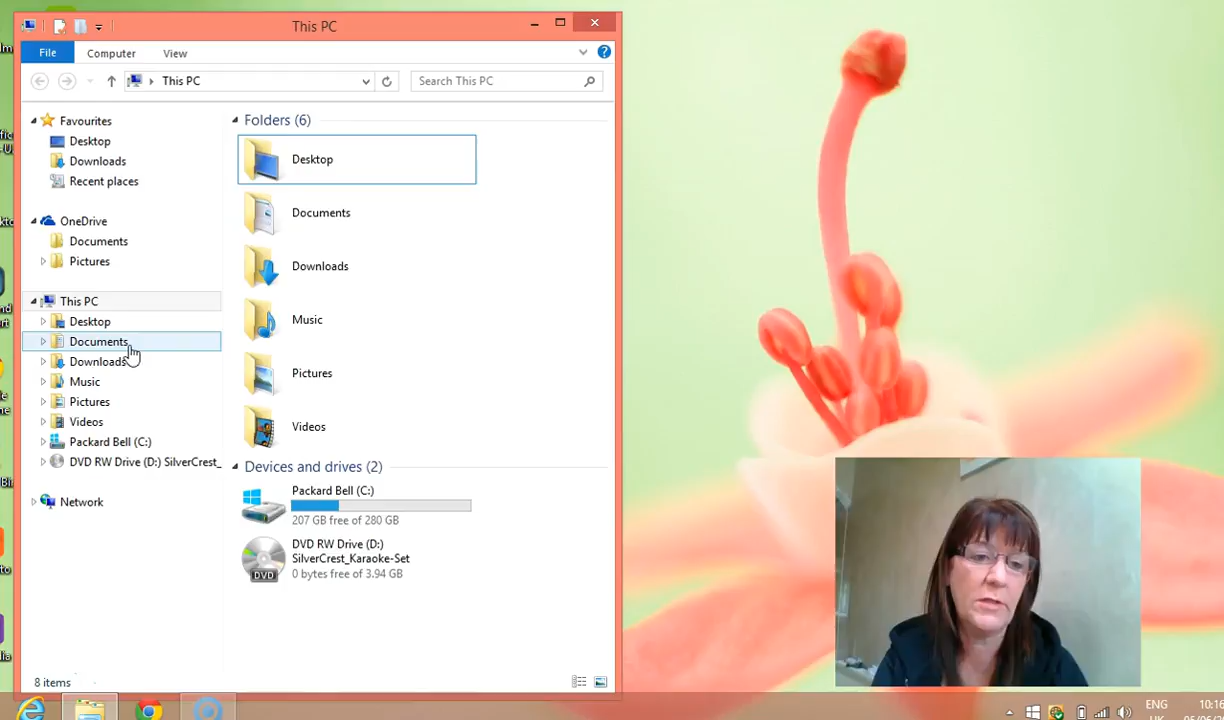 This PC
File
Computer
View
This PC
Search This PC
Favourites
Desktop
Downloads
Recent places
OneDrive
Documents
Pictures
This PC
Desktop
Documents
Downloads
Music
Pictures
Videos
Packard Bell (C:)
DVD RW Drive (D:) SilverCrest_
Network
Folders (6)
Desktop
Documents
Downloads
Music
Pictures
Videos
Devices and drives (2)
Packard Bell (C:)
207 GB free of 280 GB
DVD RW Drive (D:)
SilverCrest_Karaoke-Set
0 bytes free of 3.94 GB
DVD
8 items
ENG
10:16